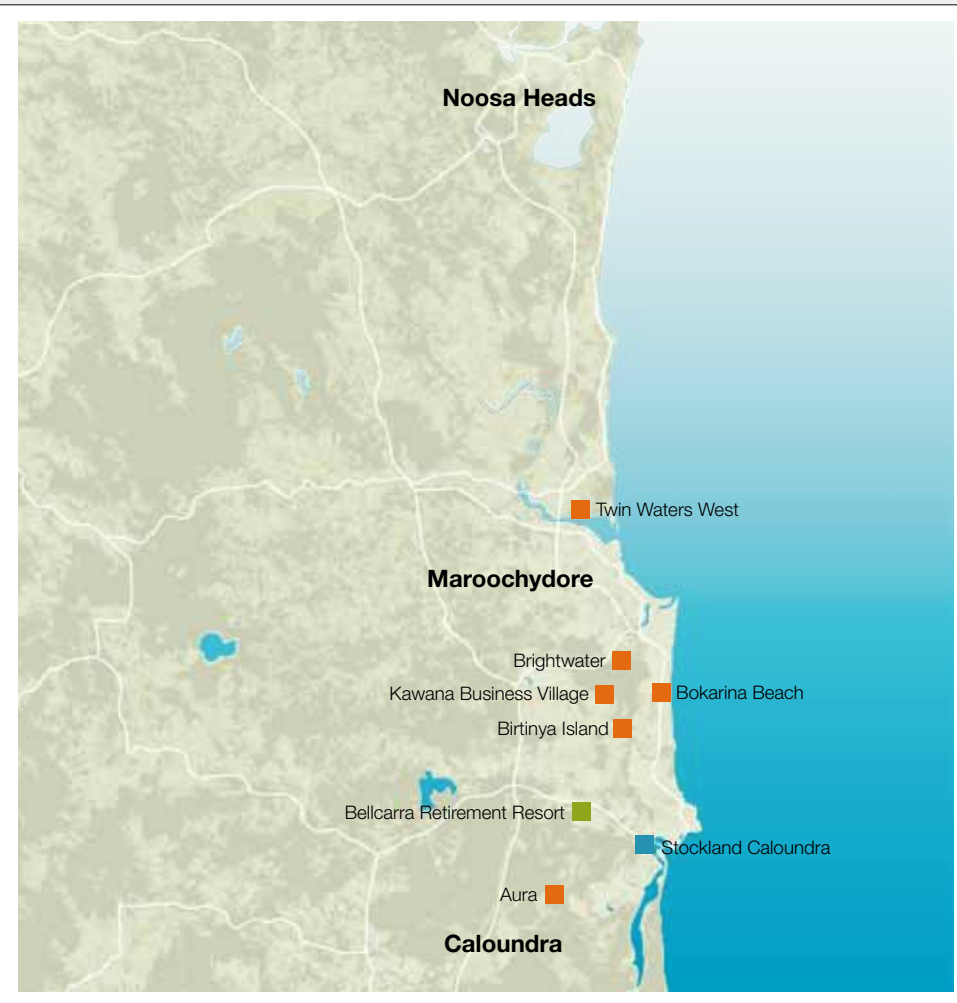 Noosa Heads
Twin Waters West
Maroochydore
Brightwater
Kawana Business Village
Bokarina Beach
Birtinya Island
Bellcarra Retirement Resort
Stockland Caloundra
Aura
Caloundra